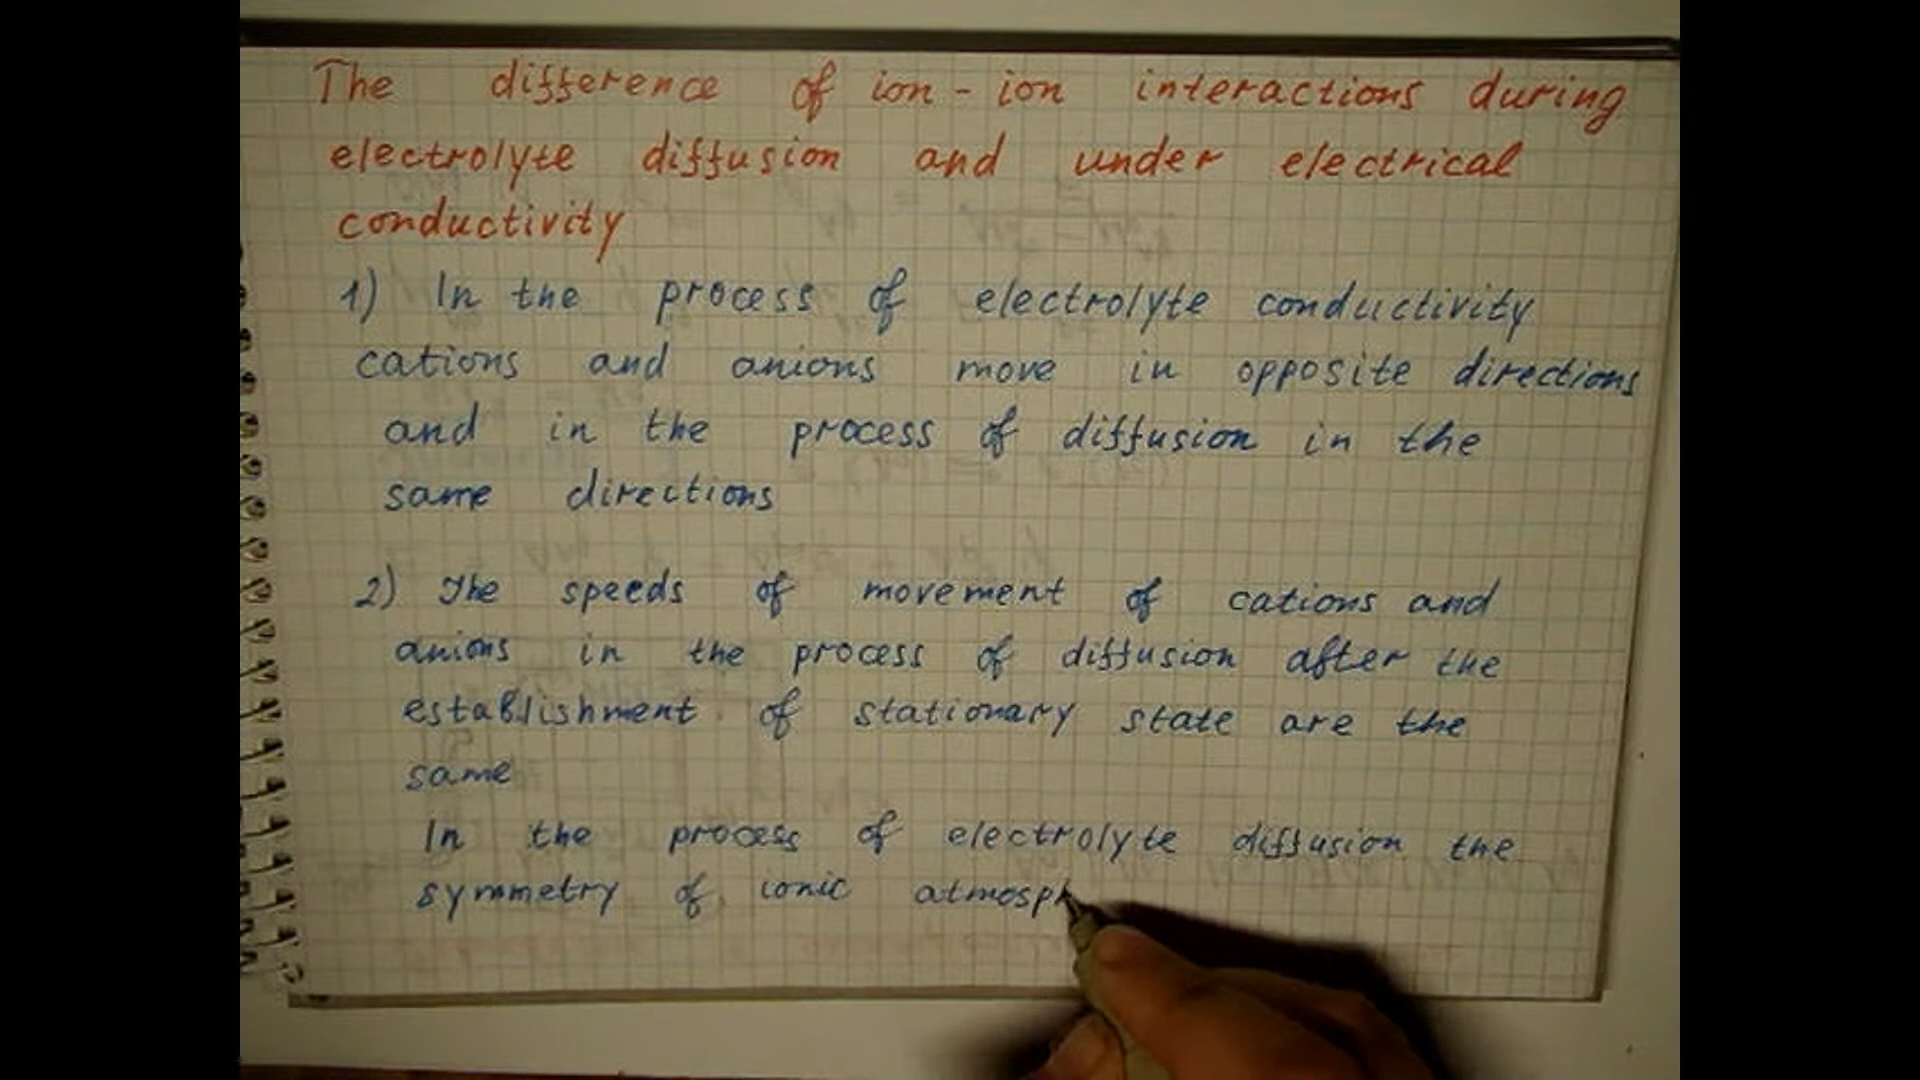 The difference of ion - ion interactions during
electrolyte diffusion and under electrical
conductivity
1) In the process of electrolyte conductivity
cations and anions move in opposite directions
and in the process of diffusion in the
same directions
2) The speeds of movement of cations and
anions in the process of diffusion after the
establishment of stationary state are the
same
In the process of electrolyte diffusion the
symmetry of ionic atmosph